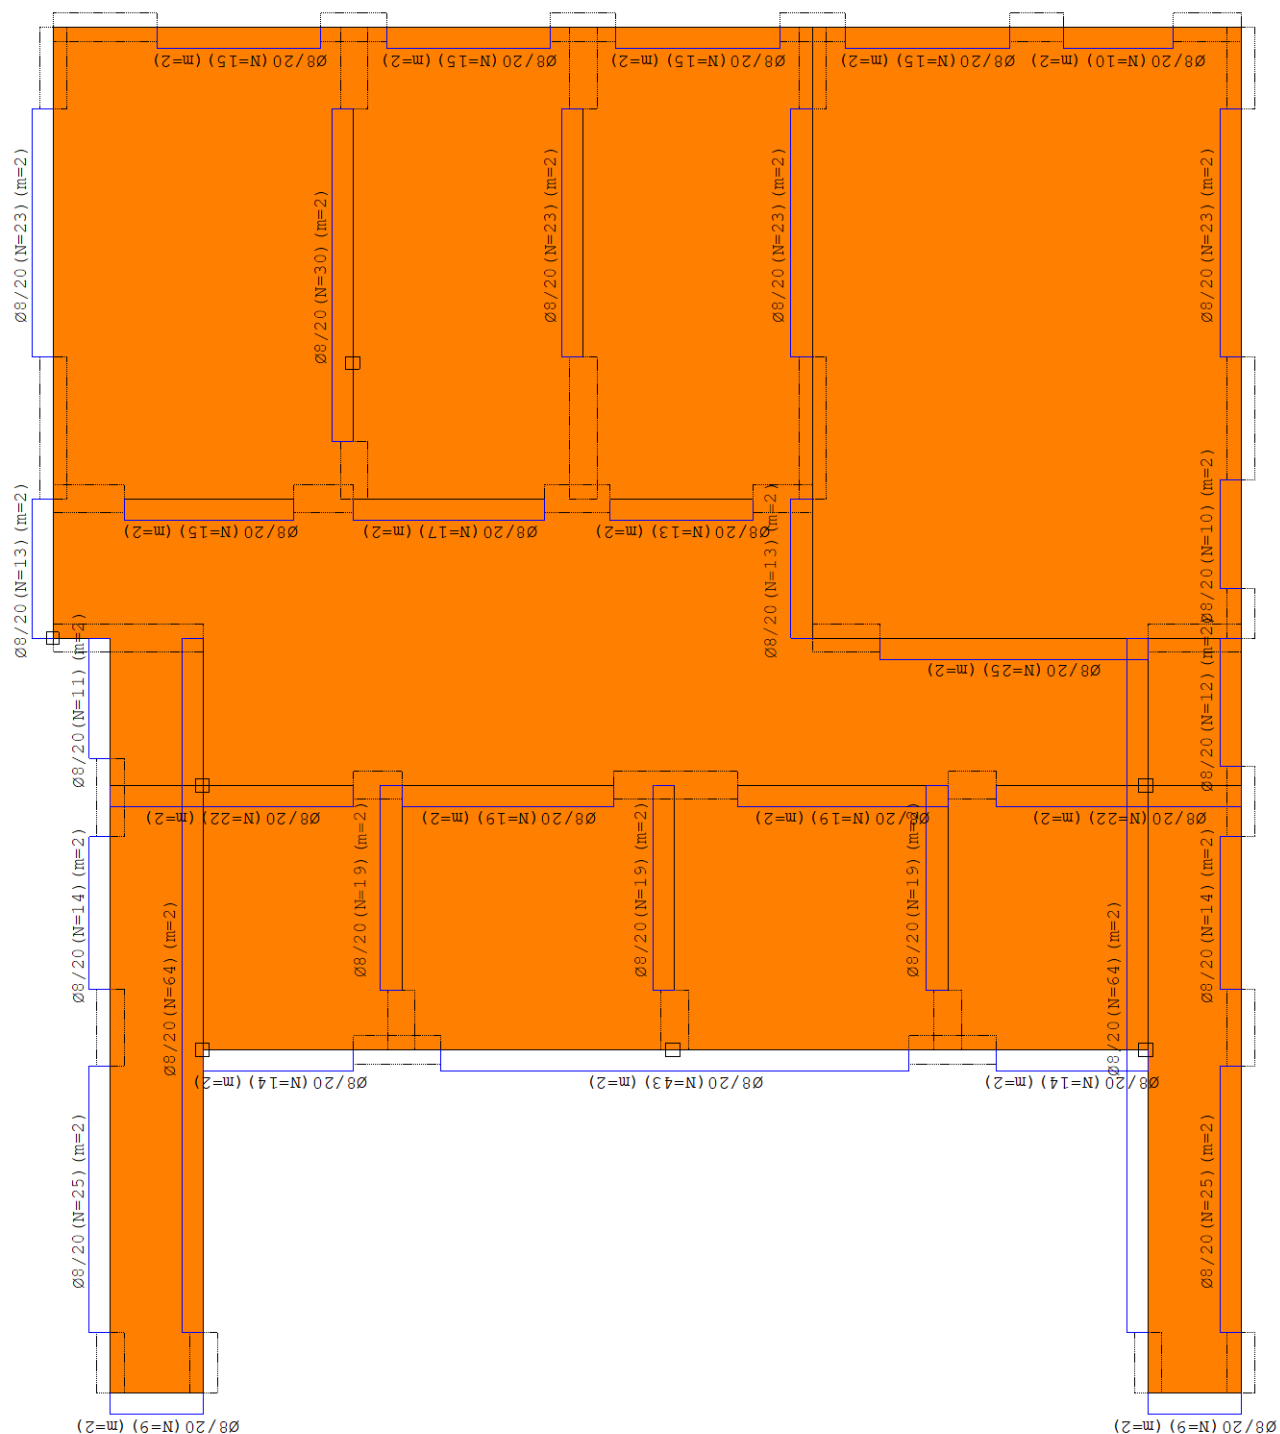 Ø8/20(N=15)(m=2)
Ø8/20(N=15)(m=2)
Ø8/20(N=15)(m=2)
Ø8/20(N=15)(m=2)
Ø8/20(N=10)(m=2)
Ø8/20(N=23)(m=2)
Ø8/20(N=30)(m=2)
Ø8/20(N=23)(m=2)
Ø8/20(N=23)(m=2)
Ø8/20(N=23)(m=2)
Ø8/20(N=13)(m=2)
Ø8/20(N=15)(m=2)
Ø8/20(N=17)(m=2)
Ø8/20(N=13)(m=2)
Ø8/20(N=13)(m=2)
Ø8/20(N=10)(m=2)
Ø8/20(N=11)(m=2)
Ø8/20(N=25)(m=2)
Ø8/20(N=12)(m=2)
Ø8/20(N=22)(m=2)
Ø8/20(N=19)(m=2)
Ø8/20(N=19)(m=2)
Ø8/20(N=22)(m=2)
Ø8/20(N=14)(m=2)
Ø8/20(N=64)(m=2)
Ø8/20(N=19)(m=2)
Ø8/20(N=19)(m=2)
Ø8/20(N=19)(m=2)
Ø8/20(N=64)(m=2)
Ø8/20(N=14)(m=2)
Ø8/20(N=14)(m=2)
Ø8/20(N=43)(m=2)
Ø8/20(N=14)(m=2)
Ø8/20(N=25)(m=2)
Ø8/20(N=25)(m=2)
Ø8/20(N=9)(m=2)
Ø8/20(N=9)(m=2)